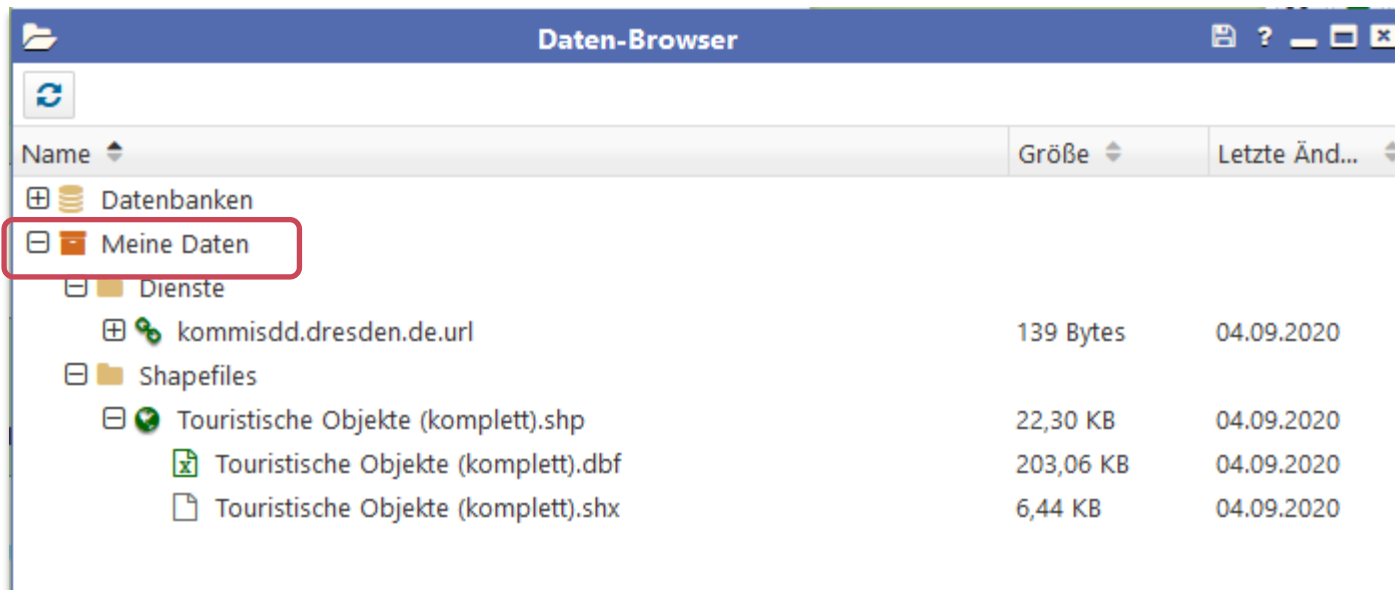 Daten-Browser ?
Name Größe Letzte Änd...
Datenbanken
Meine Daten
Dienste
kommisdd.dresden.de.url 139 Bytes 04.09.2020
Shapefiles
Touristische Objekte (komplett).shp 22,30 KB 04.09.2020
Touristische Objekte (komplett).dbf 203,06 KB 04.09.2020
Touristische Objekte (komplett).shx 6,44 KB 04.09.2020